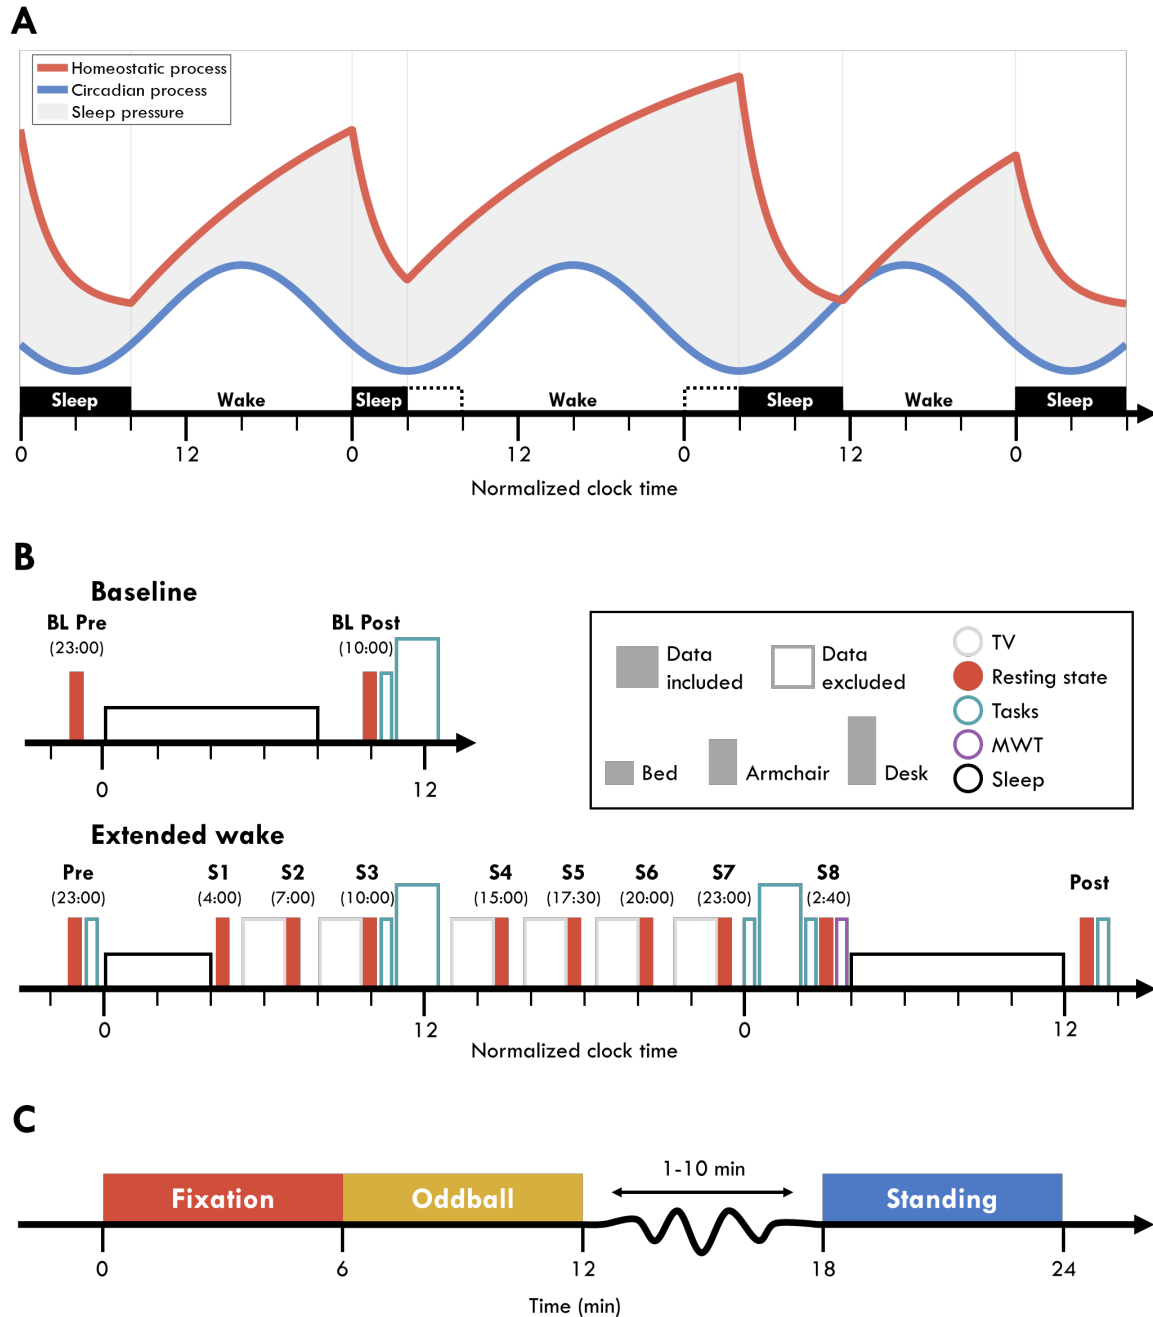 A
Homeostatic process
Circadian process
Sleep pressure
Sleep Wake Sleep Wake Sleep Wake Sleep
0 12 0 12 0 12 0
Normalized clock time
B
Baseline
BL Pre BL Post
(23:00) (10:00)
0 12
Data included
Data excluded
Bed Armchair Desk
TV
Resting state
Tasks
MWT
Sleep
Extended wake
Pre S1 S2 S3 S4 S5 S6 S7 S8 Post
(23:00) (4:00) (7:00) (10:00) (15:00) (17:30) (20:00) (23:00) (2:40)
0 12 0 12
Normalized clock time
C
1-10 min
Fixation Oddball Standing
0 6 12 18 24
Time (min)